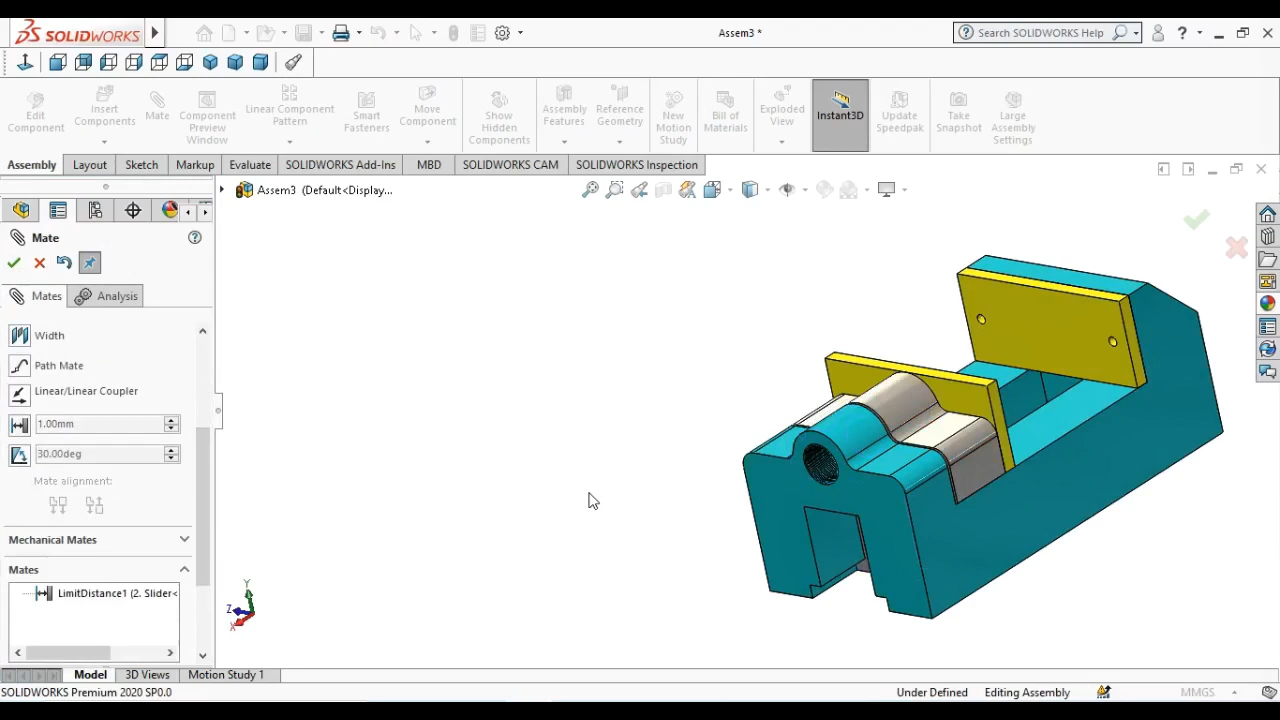 SOLIDWORKS
Assem3 *
Search SOLIDWORKS Help
?
Edit Component
Insert Components
Mate
Component Preview Window
Linear Component Pattern
Smart Fasteners
Move Component
Show Hidden Components
Assembly Features
Reference Geometry
New Motion Study
Bill of Materials
Exploded View
Instant3D
Update Speedpak
Take Snapshot
Large Assembly Settings
Assembly
Layout
Sketch
Markup
Evaluate
SOLIDWORKS Add-Ins
MBD
SOLIDWORKS CAM
SOLIDWORKS Inspection
Assem3 (Default<Display...
Mate
Mates
Analysis
Width
Path Mate
Linear/Linear Coupler
1.00mm
30.00deg
Mate alignment:
Mechanical Mates
Mates
LimitDistance1 (2. Slider<
Y
Z
X
Model
3D Views
Motion Study 1
SOLIDWORKS Premium 2020 SP0.0
Under Defined
Editing Assembly
MMGS